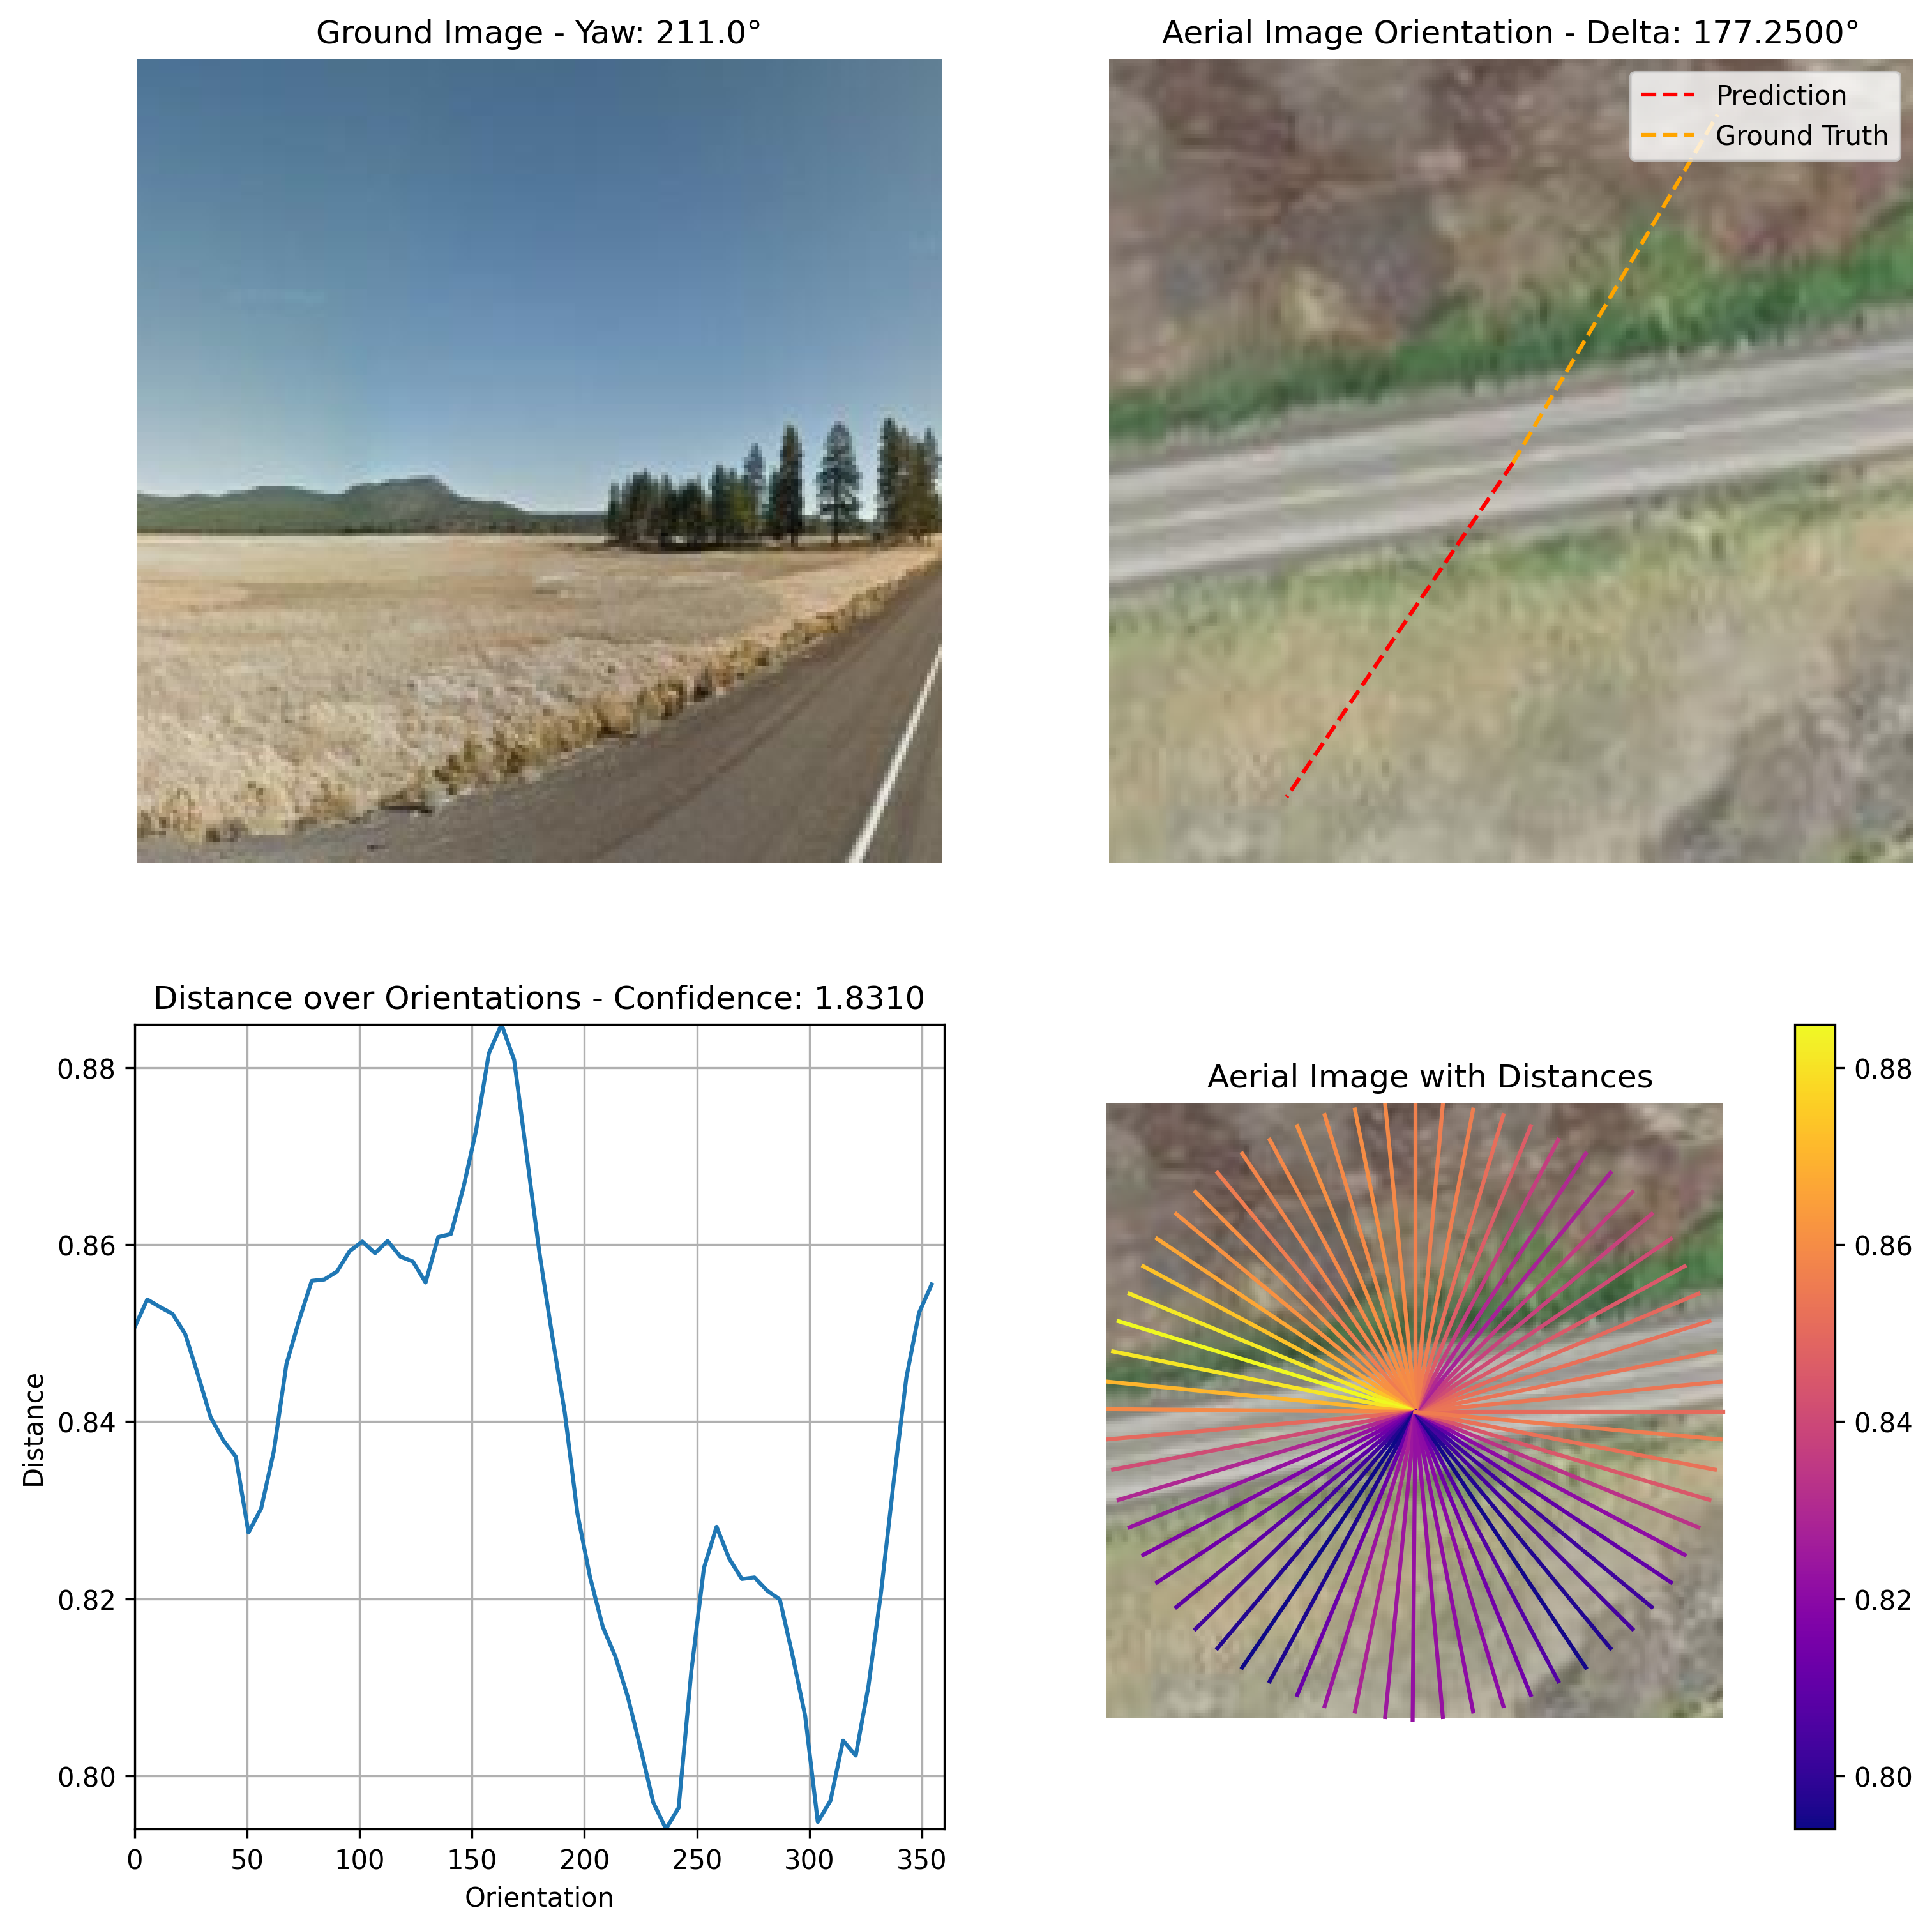 Ground Image - Yaw: 211.0°
Aerial Image Orientation - Delta: 177.2500°
Prediction
Ground Truth
Distance over Orientations - Confidence: 1.8310
0.88
0.86
0.84
0.82
0.80
Distance
0
50
100
150
200
250
300
350
Orientation
Aerial Image with Distances
0.88
0.86
0.84
0.82
0.80